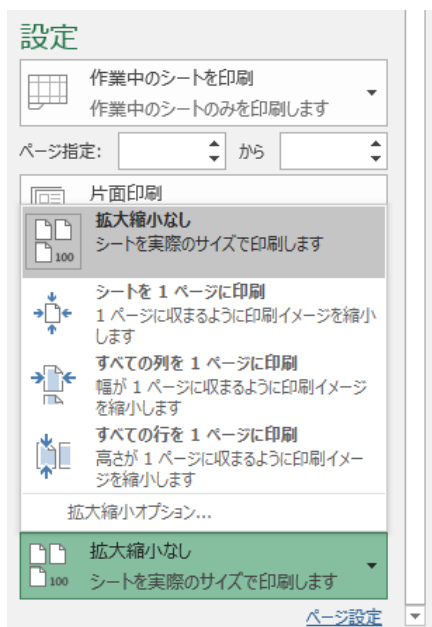 設定
作業中のシートを印刷
作業中のシートのみを印刷します
ページ指定:
から
片面印刷
拡大縮小なし
シートを実際のサイズで印刷します
100
シートを 1 ページに印刷
1 ページに収まるように印刷イメージを縮小
します
すべての列を 1 ページに印刷
幅が 1 ページに収まるように印刷イメージ
を縮小します
すべての行を 1 ページに印刷
高さが 1 ページに収まるように印刷イメー
ジを縮小します
拡大縮小オプション...
拡大縮小なし
100
シートを実際のサイズで印刷します
ページ設定